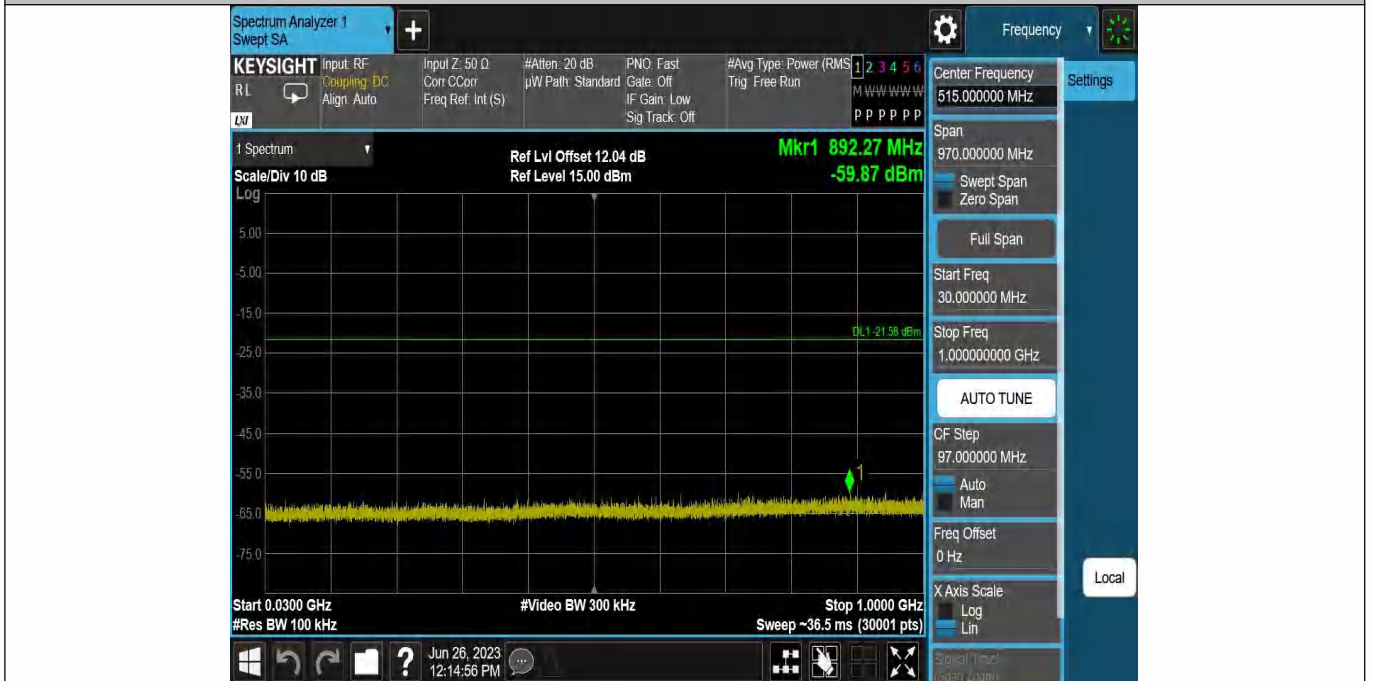 Spectrum Analyzer 1
Swept SA
+
Frequency
KEYSIGHT
RL
LXI
Input: RF
Coupling: DC
Align: Auto
Input Z: 50 Ω
Corr CCorr
Freq Ref: Int (S)
#Atten: 20 dB
µW Path: Standard
PNO: Fast
Gate: Off
IF Gain: Low
Sig Track: Off
#Avg Type: Power (RMS
Trig: Free Run
1 2 3 4 5 6
M W W W W W
P P P P P P
Center Frequency
515.000000 MHz
Settings
1 Spectrum
Scale/Div 10 dB
Ref Lvl Offset 12.04 dB
Ref Level 15.00 dBm
Mkr1 892.27 MHz
-59.87 dBm
Log
5.00
-5.00
-15.0
-25.0
-35.0
-45.0
-55.0
-65.0
-75.0
DL1 -21.58 dBm
1
Start 0.0300 GHz
#Res BW 100 kHz
#Video BW 300 kHz
Stop 1.0000 GHz
Sweep ~36.5 ms (30001 pts)
Span
970.000000 MHz
Swept Span
Zero Span
Full Span
Start Freq
30.000000 MHz
Stop Freq
1.000000000 GHz
AUTO TUNE
CF Step
97.000000 MHz
Auto
Man
Freq Offset
0 Hz
X Axis Scale
Log
Lin
Signal Track
(Span Zoom)
Local
?
Jun 26, 2023
12:14:56 PM